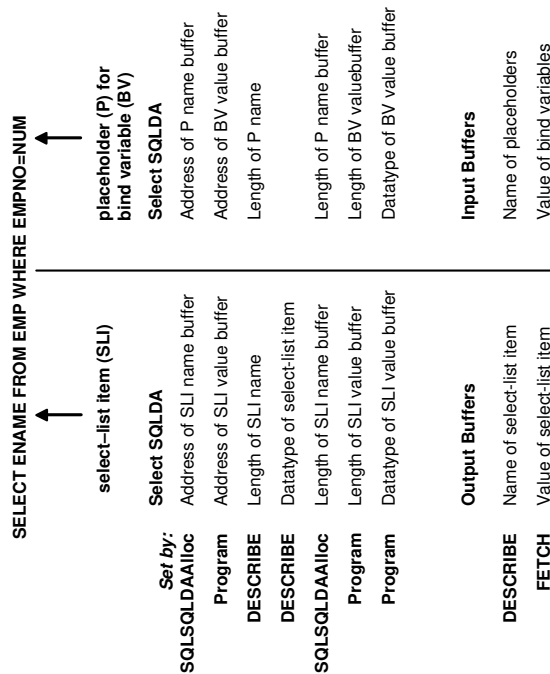 SELECT ENAME FROM EMP WHERE EMPNO=NUM
select–list item (SLI)
placeholder (P) for
bind variable (BV)
Set by:
Select SQLDA
Select SQLDA
SQLSQLDAAlloc
Address of SLI name buffer
Address of P name buffer
Program
Address of SLI value buffer
Address of BV value buffer
DESCRIBE
Length of SLI name
Length of P name
DESCRIBE
Datatype of select-list item
SQLSQLDAAlloc
Length of SLI name buffer
Length of P name buffer
Program
Length of SLI value buffer
Length of BV valuebuffer
Program
Datatype of SLI value buffer
Datatype of BV value buffer
Output Buffers
Input Buffers
DESCRIBE
Name of select-list item
Name of placeholders
FETCH
Value of select-list item
Value of bind variables